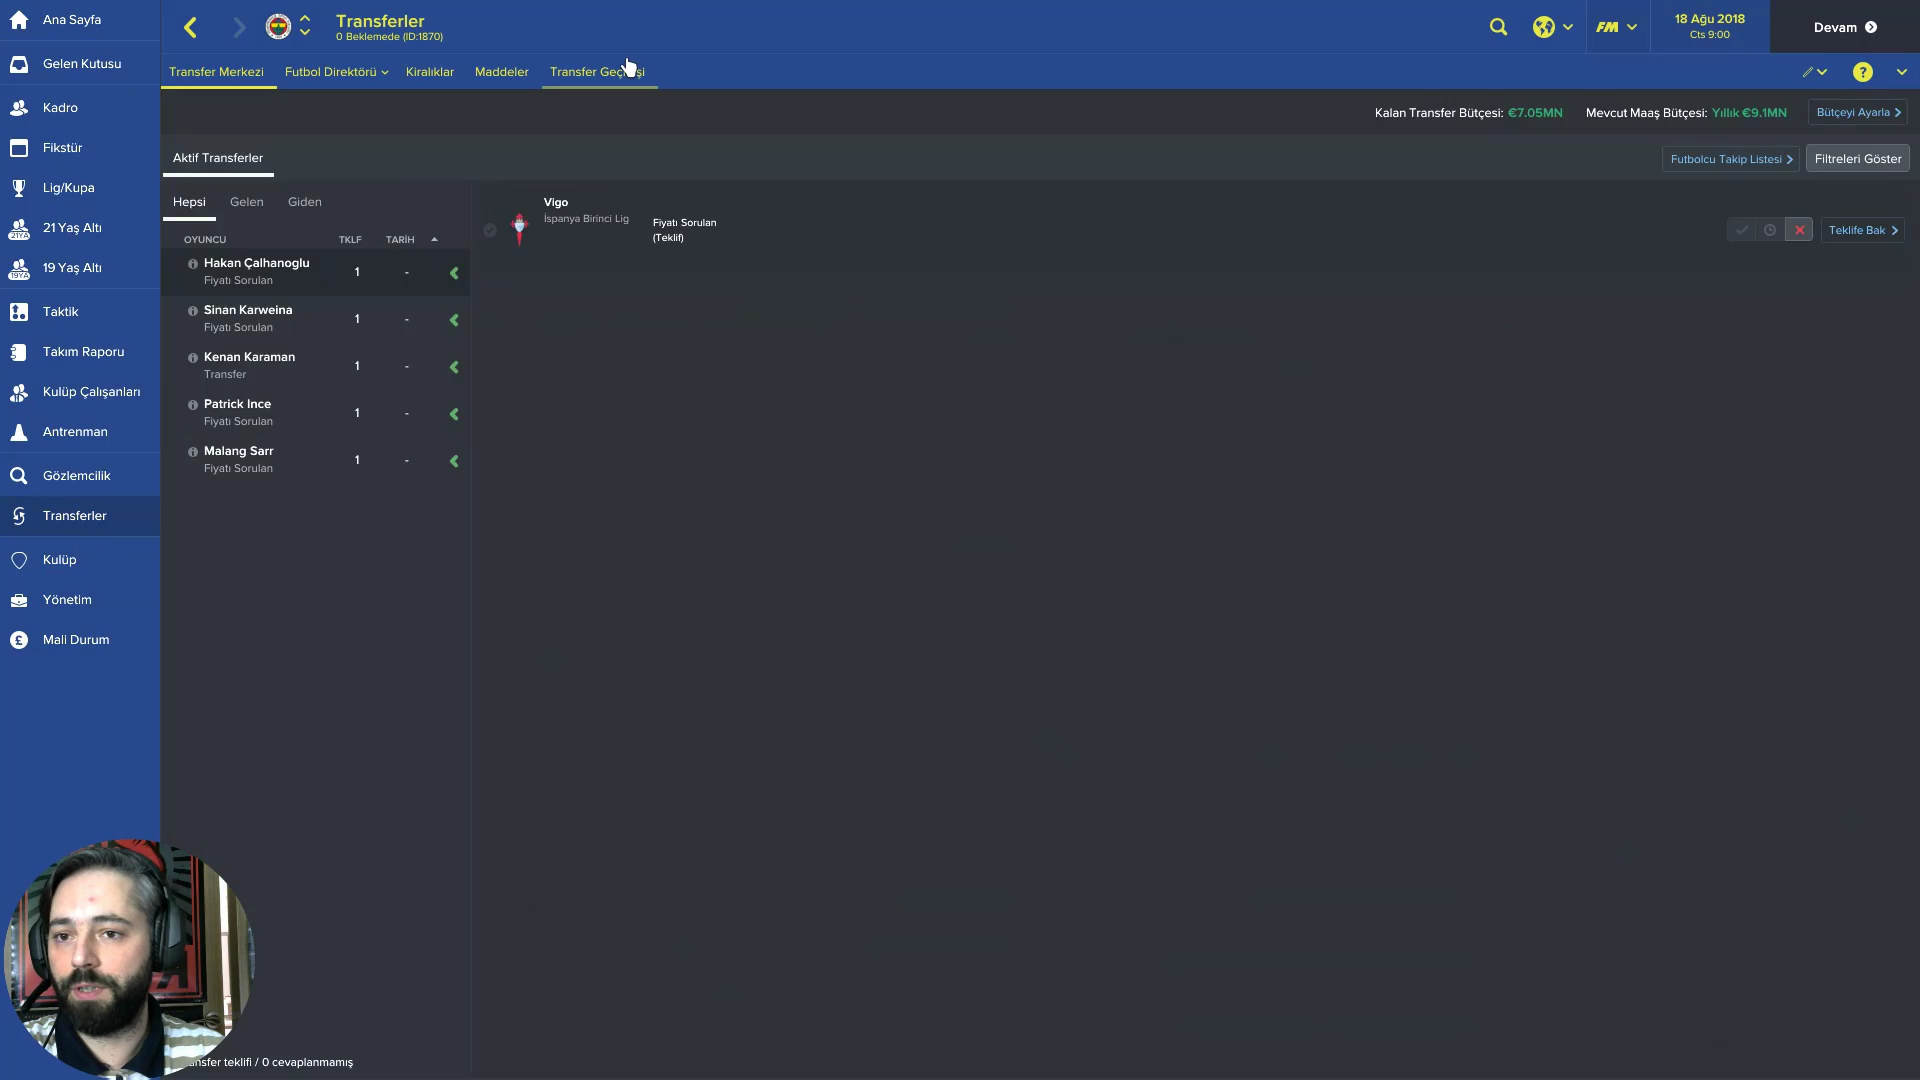 Ana Sayfa
Gelen Kutusu
Kadro
Fikstür
Lig/Kupa
21 Yaş Altı
19 Yaş Altı
Taktik
Takım Raporu
Kulüp Çalışanları
Antrenman
Gözlemcilik
Transferler
Kulüp
Yönetim
Mali Durum
Transferler
0 Beklemede (ID:1870)
FM
18 Ağu 2018
Cts 9:00
Devam
Transfer Merkezi
Futbol Direktörü
Kiralıklar
Maddeler
Transfer
Kalan Transfer Bütçesi: €7.05MN
Mevcut Maaş Bütçesi: Yıllık €9.1MN
Bütçeyi Ayarla
Aktif Transferler
Futbolcu Takip Listesi
Filtreleri Göster
Hepsi
Gelen
Giden
OYUNCU TKLF TARİH
Hakan Çalhanoglu 1 -
Fiyatı Sorulan
Sinan Karweina 1 -
Fiyatı Sorulan
Kenan Karaman 1 -
Transfer
Patrick Ince 1 -
Fiyatı Sorulan
Malang Sarr 1 -
Fiyatı Sorulan
Vigo
İspanya Birinci Lig
Fiyatı Sorulan
(Teklif)
Teklife Bak
teklifi / 0 cevaplanmamış